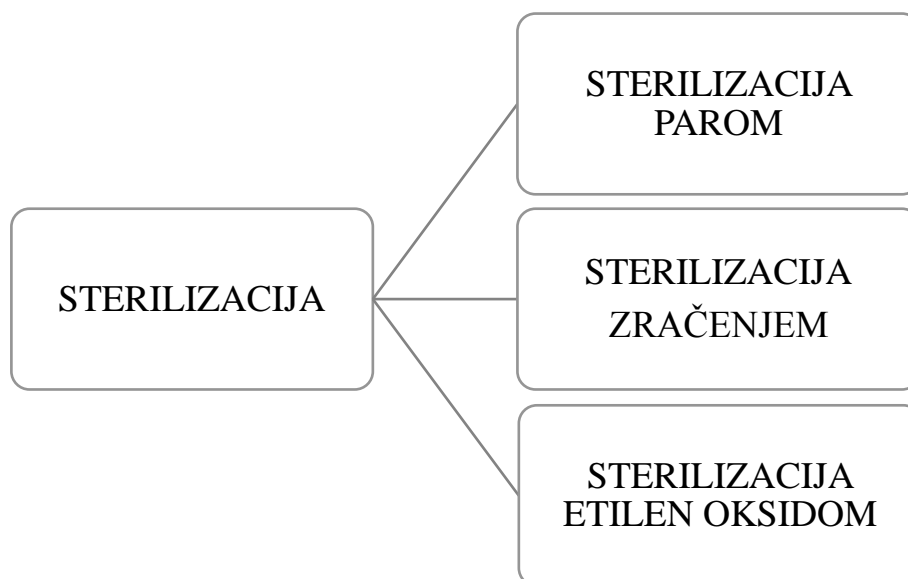 STERILIZACIJA
STERILIZACIJA
PAROM
STERILIZACIJA
ZRAČENJEM
STERILIZACIJA
ETILEN OKSIDOM